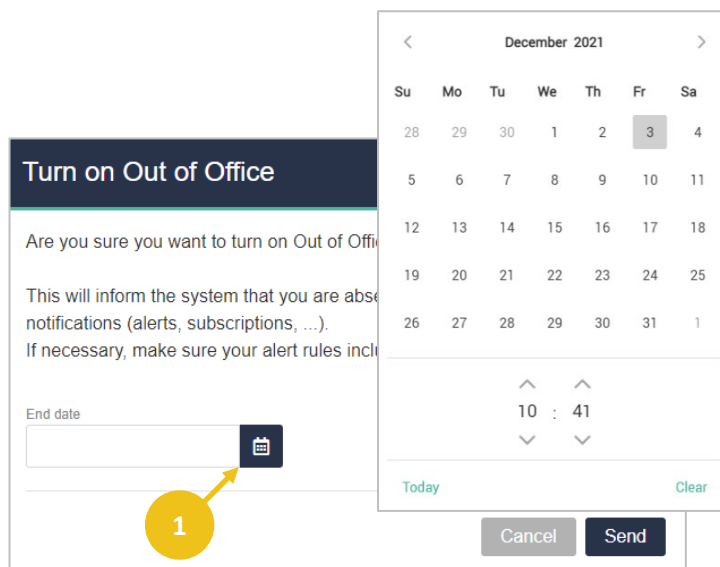 December 2021
Su Mo Tu We Th Fr Sa
28 29 30 1 2 3 4
5 6 7 8 9 10 11
12 13 14 15 16 17 18
19 20 21 22 23 24 25
26 27 28 29 30 31 1
10 : 41
Today Clear
Turn on Out of Office
Are you sure you want to turn on Out of
This will inform the system that you are
notifications (alerts, subscriptions, ...).
If necessary, make sure your alert rules
End date
1
Cancel Send